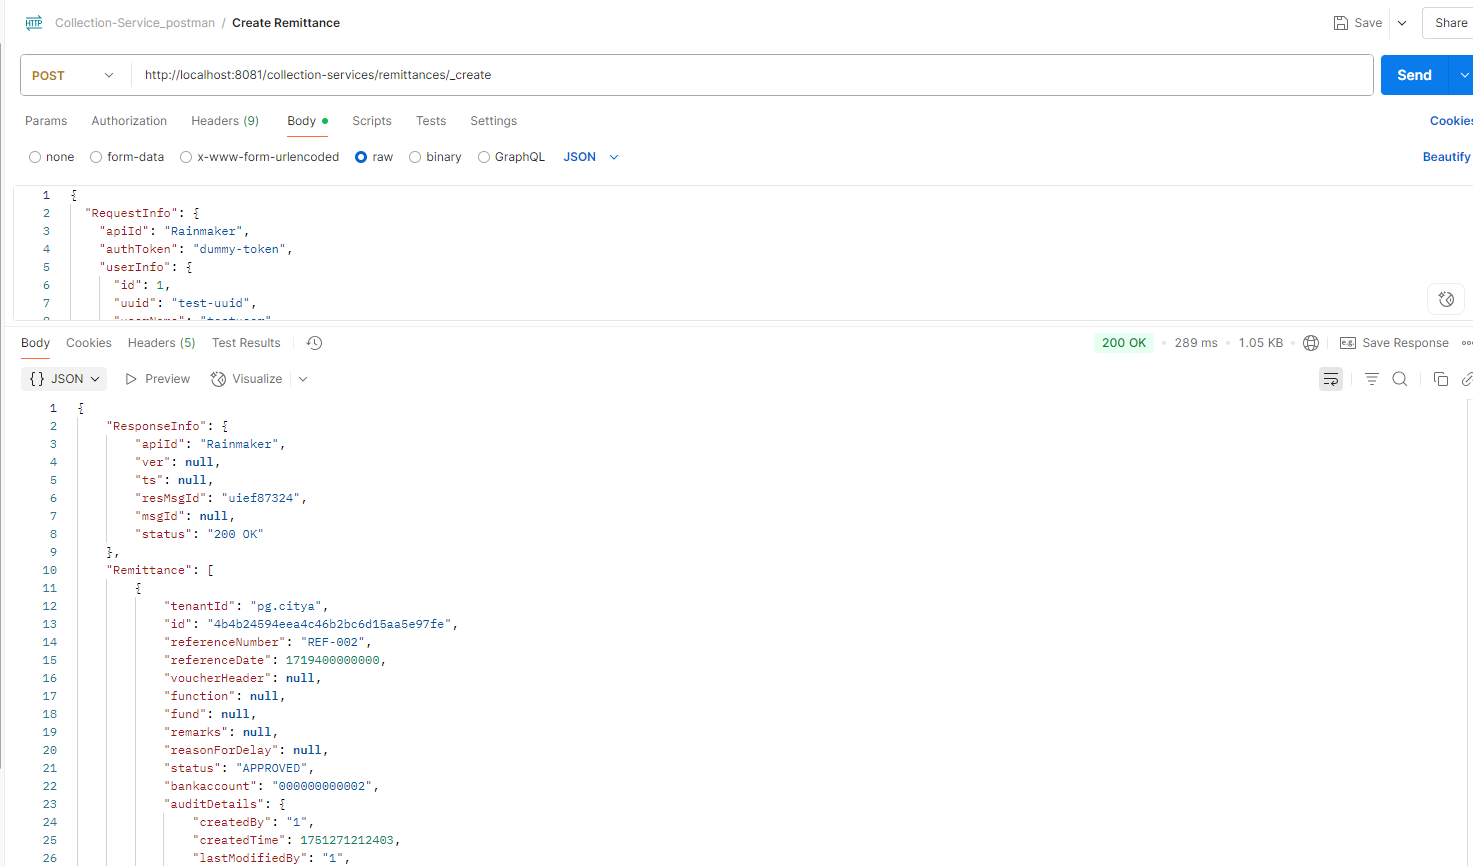 HTTP Collection-Service_postman / Create Remittance Save Share
POST http://localhost:8081/collection-services/remittances/_create Send
Params Authorization Headers (9) Body Scripts Tests Settings Cookies
none form-data x-www-form-urlencoded raw binary GraphQL JSON Beautify
1 {
2 "RequestInfo": {
3 "apiId": "Rainmaker",
4 "authToken": "dummy-token",
5 "userInfo": {
6 "id": 1,
7 "uuid": "test-uuid",
Body Cookies Headers (5) Test Results 200 OK 289 ms 1.05 KB e.g. Save Response
{} JSON Preview Visualize
1 {
2 "ResponseInfo": {
3 "apiId": "Rainmaker",
4 "ver": null,
5 "ts": null,
6 "resMsgId": "uief87324",
7 "msgId": null,
8 "status": "200 OK"
9 },
10 "Remittance": [
11 {
12 "tenantId": "pg.citya",
13 "id": "4b4b24594eea4c46b2bc6d15aa5e97fe",
14 "referenceNumber": "REF-002",
15 "referenceDate": 1719400000000,
16 "voucherHeader": null,
17 "function": null,
18 "fund": null,
19 "remarks": null,
20 "reasonForDelay": null,
21 "status": "APPROVED",
22 "bankaccount": "000000000002",
23 "auditDetails": {
24 "createdBy": "1",
25 "createdTime": 1751271212403,
26 "lastModifiedBy": "1",